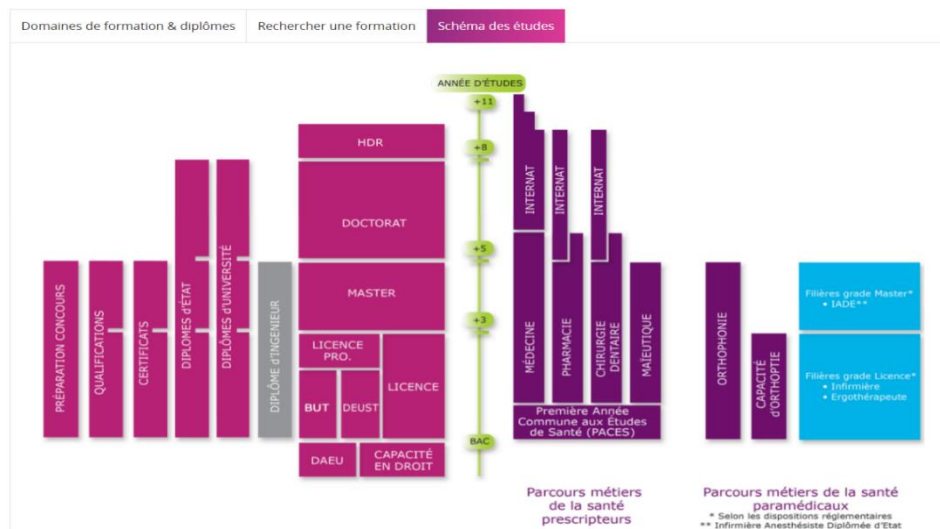 Domaines de formation & diplômes
Rechercher une formation
Schéma des études
ANNÉE D'ÉTUDES
+11
+8
+5
+3
BAC
PRÉPARATION CONCOURS
QUALIFICATIONS
CERTIFICATS
DIPLOMES d'ÉTAT
DIPLÔMES D'UNIVERSITÉ
DIPLÔME d'INGENIEUR
HDR
DOCTORAT
MASTER
LICENCE
PRO.
LICENCE
BUT
DEUST
DAEU
CAPACITÉ
EN DROIT
INTERNAT
MÉDECINE
INTERNAT
PHARMACIE
INTERNAT
CHIRURGIE
DENTAIRE
MAÏEUTIQUE
Première Année
Commune aux Études
de Santé (PACES)
ORTHOPHONIE
CAPACITÉ
D'ORTHOPTIE
Filières grade Master*
• IADE**
Filières grade Licence*
• Infirmière
• Ergothérapeute
Parcours métiers
de la santé
prescripteurs
Parcours métiers de la santé
paramédicaux
* Selon les dispositions réglementaires
** Infirmière Anesthésiste Diplômée d'Etat